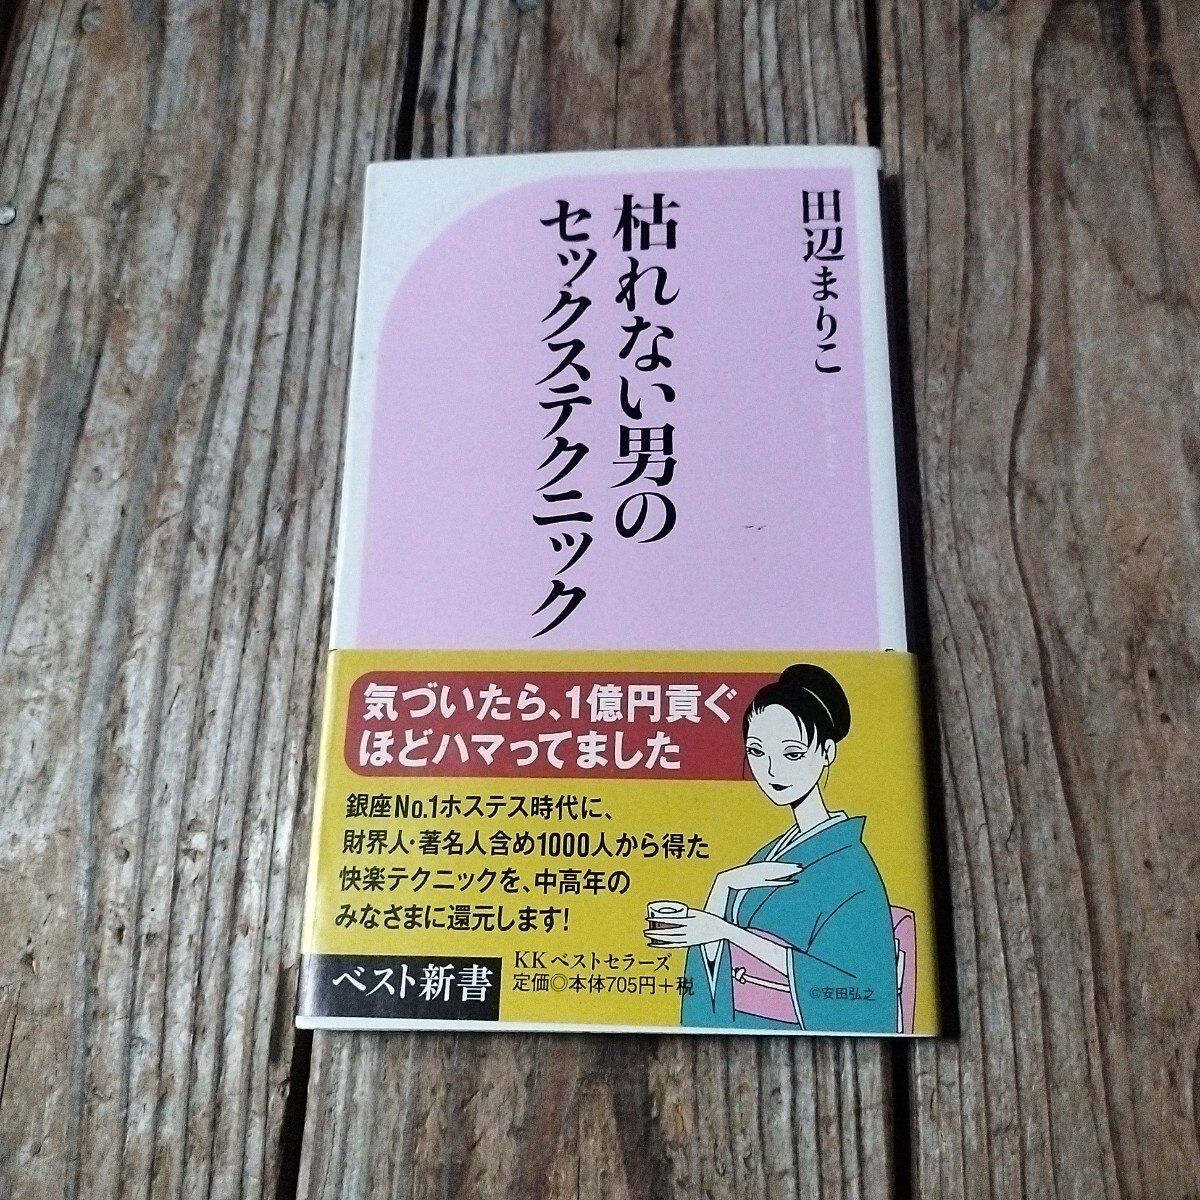 田辺まりこ
枯れない男の
セックステクニック
気づいたら、1億円貢ぐ
ほどハマってました
銀座No.1ホステス時代に、
財界人・著名人含め1000人から得た
快楽テクニックを、中高年の
みなさまに還元します!
ベスト新書
KKベストセラーズ
定価◎本体705円+税
©安田弘之